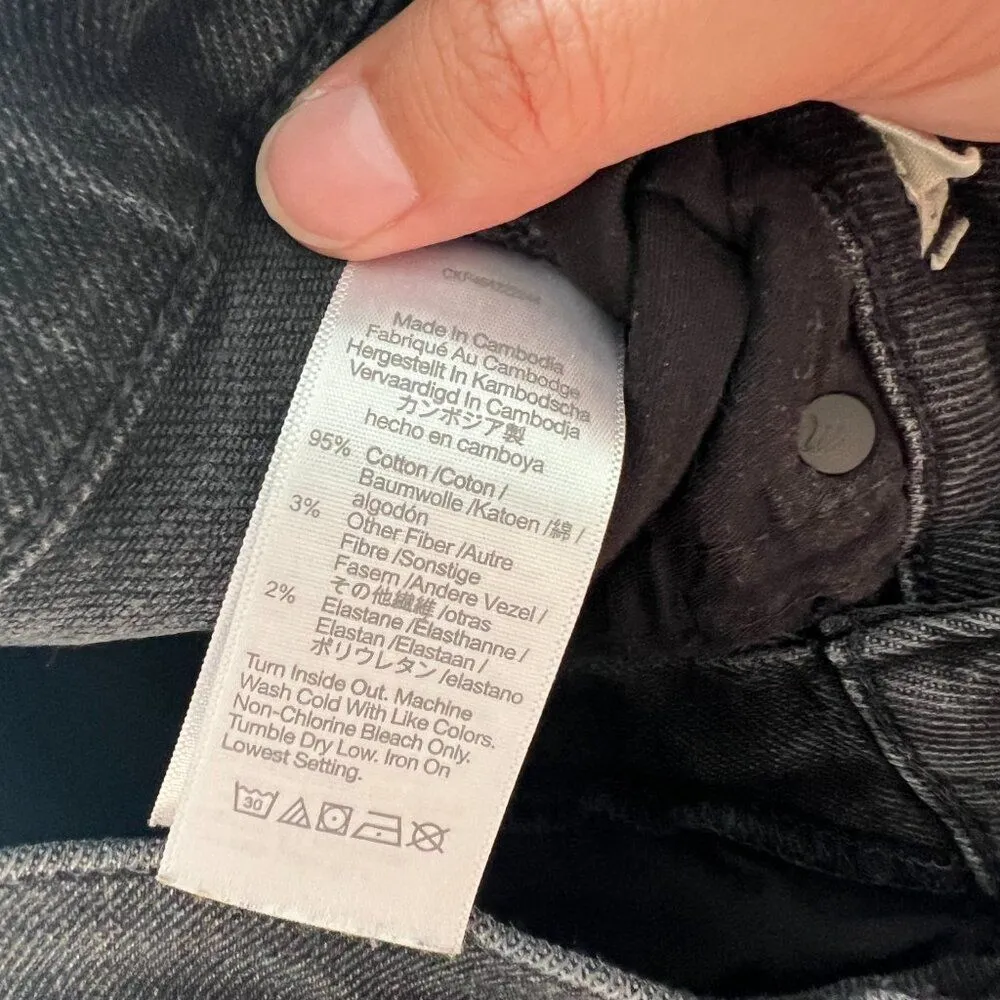 Made In Cambodia
Fabriqué Au Cambodge
Hergestellt In Kambodscha
Vervaardigd In Cambodja
カンボジア製
hecho en camboya
95% Cotton /Coton /
Baumwolle /Katoen /綿 /
algodón
3% Other Fiber /Autre
Fibre /Sonstige
Fasern /Andere Vezel /
その他繊維 /otras
2% Elastane /Élasthanne /
Elastan /Elastaan /
ポリウレタン /elastano
Turn Inside Out. Machine
Wash Cold With Like Colors.
Non-Chlorine Bleach Only.
Tumble Dry Low. Iron On
Lowest Setting.
30